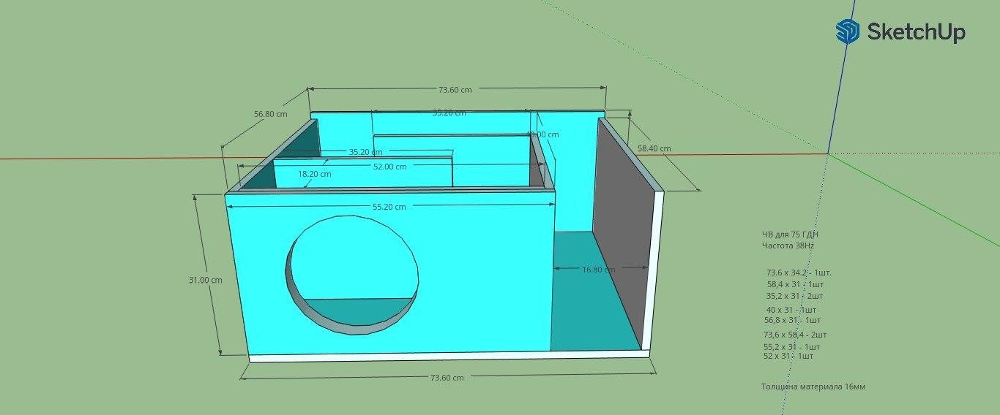 SketchUp
73.60 cm
56.80 cm
35.20 cm
40.00 cm
58.40 cm
35.20 cm
52.00 cm
18.20 cm
55.20 cm
31.00 cm
16.80 cm
73.60 cm
ЧВ для 75 ГДН
Частота 38Hz
73.6 x 34.2 - 1шт.
58,4 x 31 - 1шт
35,2 x 31 - 2шт
40 x 31 - 1шт
56,8 x 31 - 1шт
73,6 x 58,4 - 2шт
55,2 x 31 - 1шт
52 x 31 - 1шт
Толщина материала 16мм